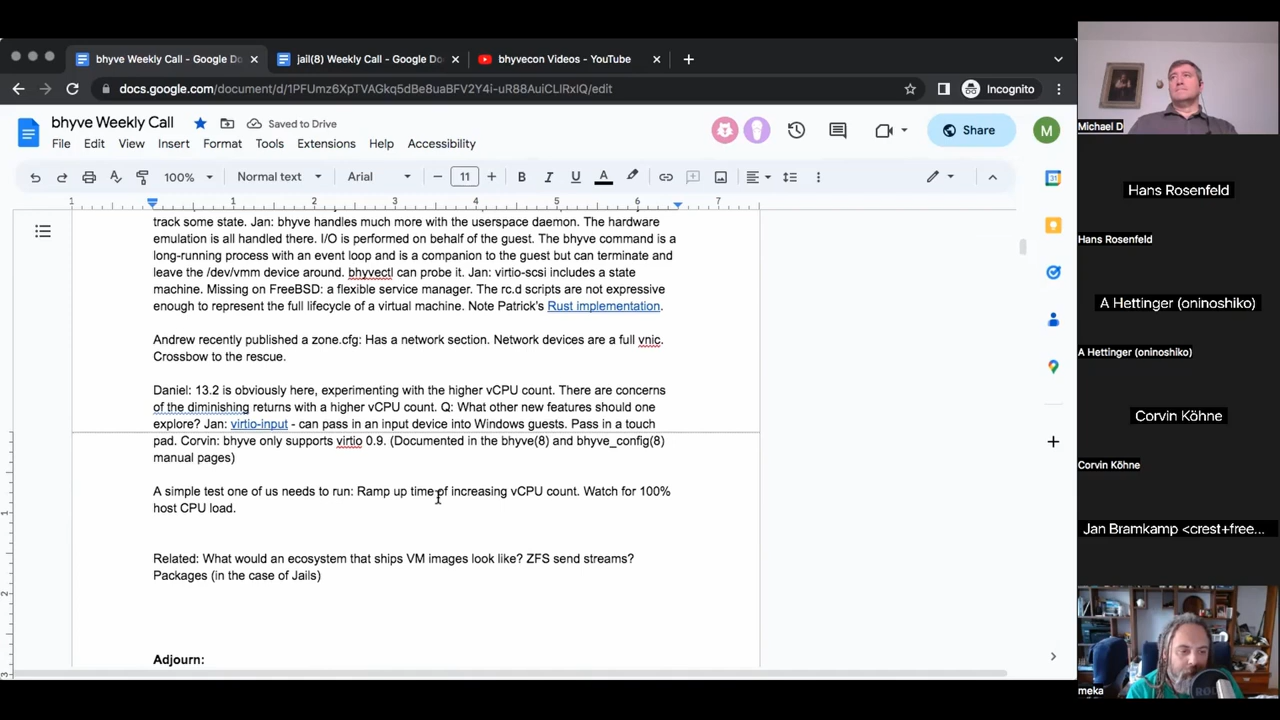 bhyve Weekly Call - Google Do
jail(8) Weekly Call - Google Do
bhyvecon Videos - YouTube
docs.google.com/document/d/1PFUmz6XpTVAGkq5dBe8uaBFV2Y4i-uR88AuiCLIRxIQ/edit
Incognito
bhyve Weekly Call
Saved to Drive
File Edit View Insert Format Tools Extensions Help Accessibility
Share
M
100% Normal text Arial 11 B I U A
1 1 2 3 4 5 6 7
track some state. Jan: bhyve handles much more with the userspace daemon. The hardware
emulation is all handled there. I/O is performed on behalf of the guest. The bhyve command is a
long-running process with an event loop and is a companion to the guest but can terminate and
leave the /dev/vmm device around. bhyvectl can probe it. Jan: virtio-scsi includes a state
machine. Missing on FreeBSD: a flexible service manager. The rc.d scripts are not expressive
enough to represent the full lifecycle of a virtual machine. Note Patrick's Rust implementation.
Andrew recently published a zone.cfg: Has a network section. Network devices are a full vnic.
Crossbow to the rescue.
Daniel: 13.2 is obviously here, experimenting with the higher vCPU count. There are concerns
of the diminishing returns with a higher vCPU count. Q: What other new features should one
explore? Jan: virtio-input - can pass in an input device into Windows guests. Pass in a touch
pad. Corvin: bhyve only supports virtio 0.9. (Documented in the bhyve(8) and bhyve_config(8)
manual pages)
A simple test one of us needs to run: Ramp up time of increasing vCPU count. Watch for 100%
host CPU load.
Related: What would an ecosystem that ships VM images look like? ZFS send streams?
Packages (in the case of Jails)
Adjourn:
1
2
3
Michael D
Hans Rosenfeld
Hans Rosenfeld
A Hettinger (oninoshiko)
A Hettinger (oninoshiko)
Corvin Köhne
Corvin Köhne
Jan Bramkamp <crest+free...
meka